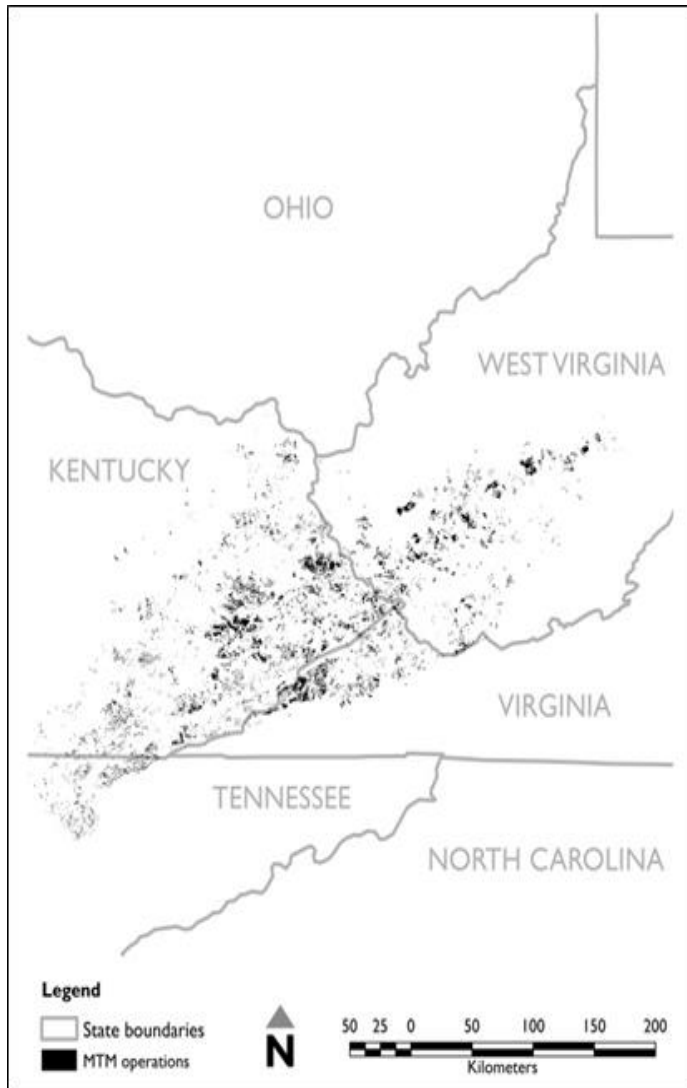 OHIO
WEST VIRGINIA
KENTUCKY
VIRGINIA
TENNESSEE
NORTH CAROLINA
Legend
State boundaries
MTM operations
N
50 25 0 50 100 150 200
Kilometers